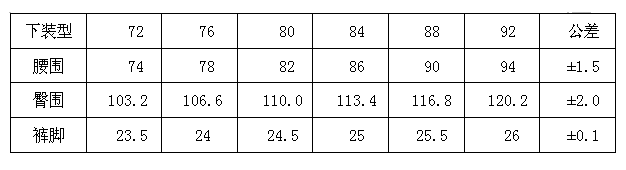 下装型 72 76 80 84 88 92 公差
腰围 74 78 82 86 90 94 ±1.5
臀围 103.2 106.6 110.0 113.4 116.8 120.2 ±2.0
裤脚 23.5 24 24.5 25 25.5 26 ±0.1